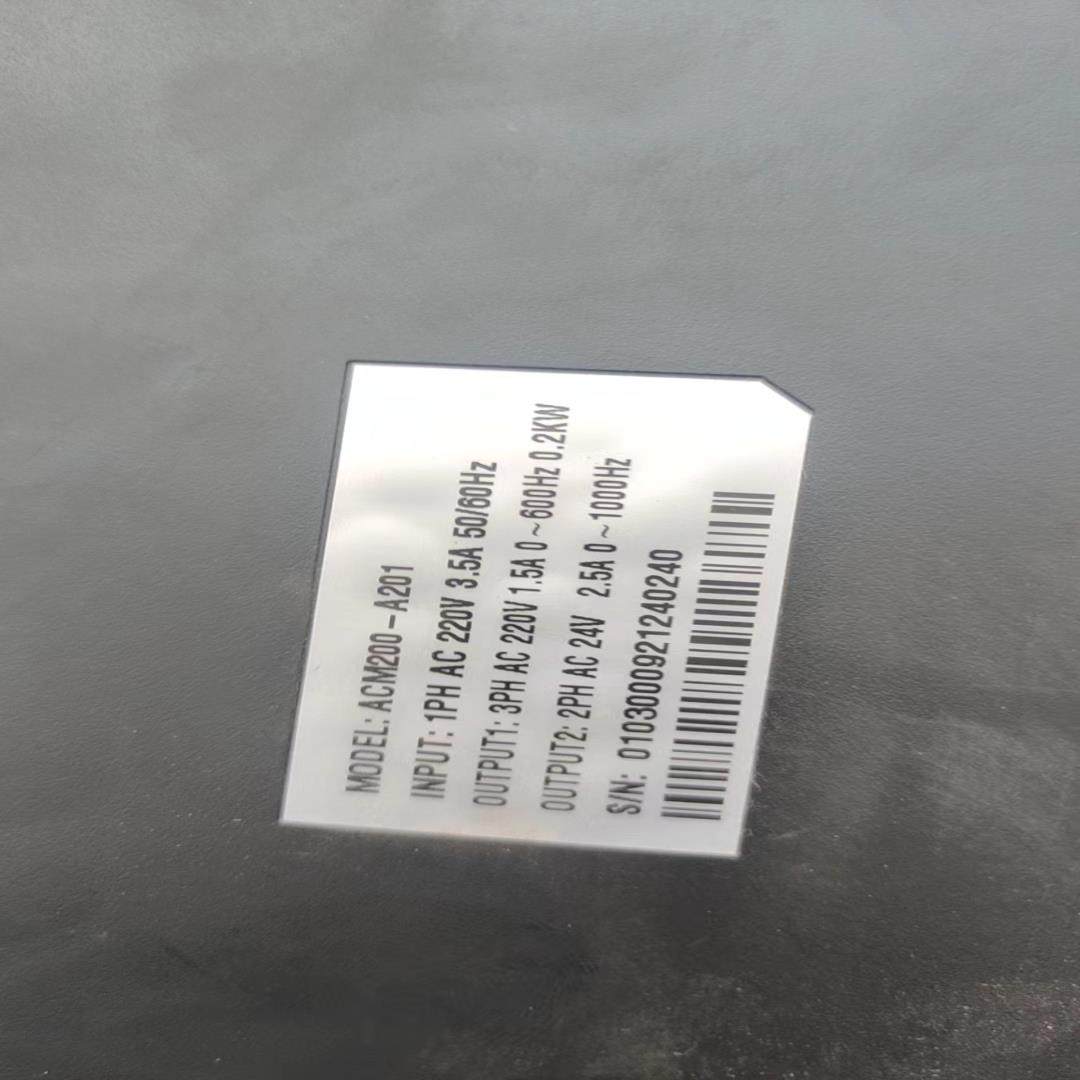 MODEL: ACM200-A201
INPUT: 1PH AC 220V 3.5A 50/60Hz
OUTPUT1: 3PH AC 220V 1.5A 0~600Hz 0.2KW
OUTPUT2: 2PH AC 24V 2.5A 0~1000Hz
S/N: 0103000921240240